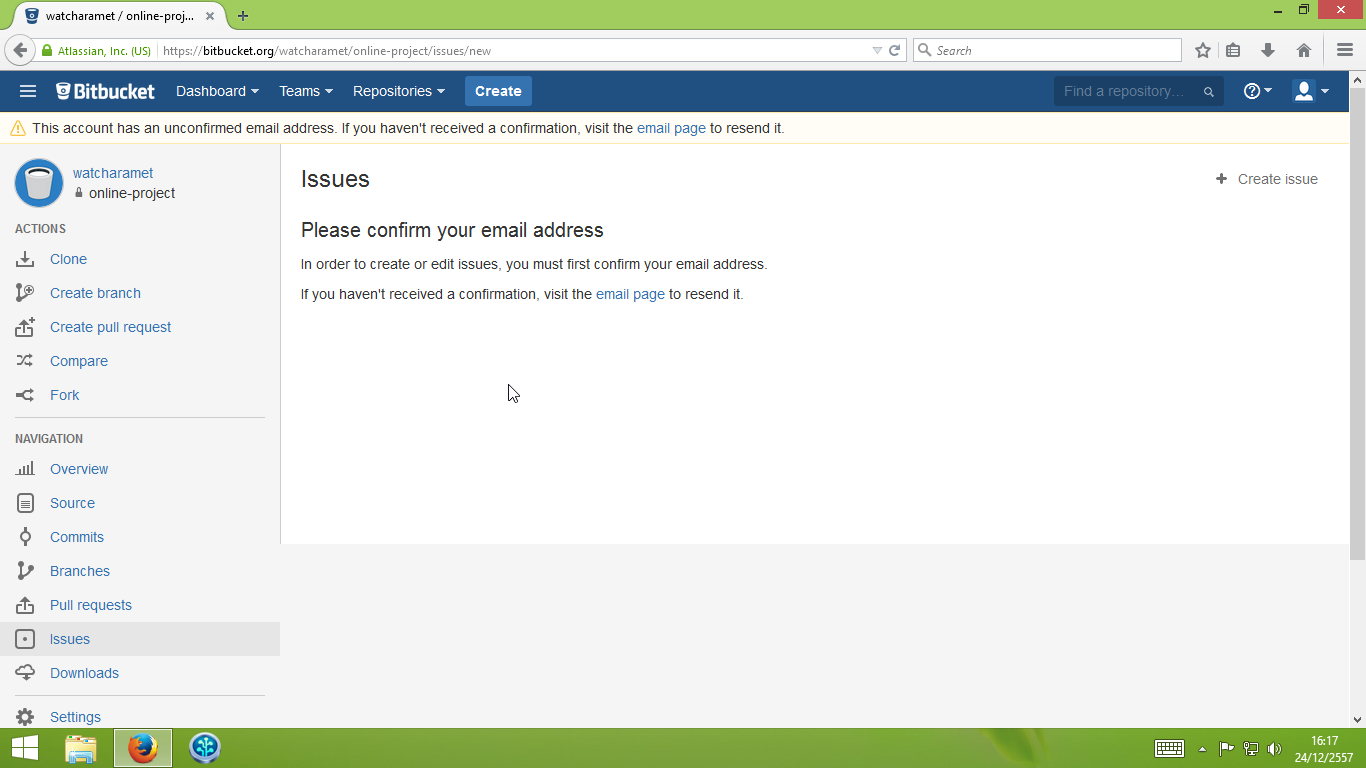 watcharamet / online-proj...
Atlassian, Inc. (US)
https://bitbucket.org/watcharamet/online-project/issues/new
Search
Bitbucket
Dashboard
Teams
Repositories
Create
Find a repository...
This account has an unconfirmed email address. If you haven't received a confirmation, visit the email page to resend it.
watcharamet
online-project
ACTIONS
Clone
Create branch
Create pull request
Compare
Fork
NAVIGATION
Overview
Source
Commits
Branches
Pull requests
Issues
Downloads
Settings
Issues
Create issue
Please confirm your email address
In order to create or edit issues, you must first confirm your email address.
If you haven't received a confirmation, visit the email page to resend it.
16:17
24/12/2557